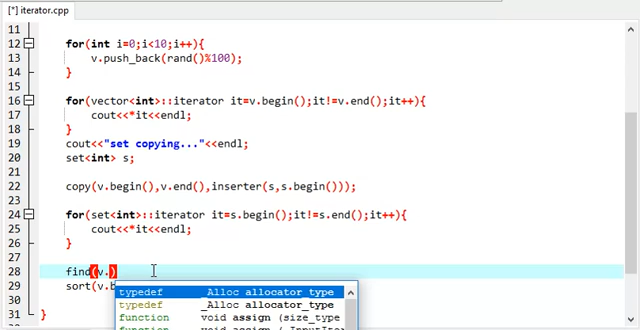 [*] iterator.cpp
11
12 for(int i=0;i<10;i++){
13 v.push_back(rand()%100);
14 }
15
16 for(vector<int>::iterator it=v.begin();it!=v.end();it++){
17 cout<<*it<<endl;
18 }
19 cout<<"set copying..."<<endl;
20 set<int> s;
21
22 copy(v.begin(),v.end(),inserter(s,s.begin()));
23
24 for(set<int>::iterator it=s.begin();it!=s.end();it++){
25 cout<<*it<<endl;
26 }
27
28 find(v.)
29 sort(v.b
typedef _Alloc allocator_type
30
typedef _Alloc allocator_type
31 }
function void assign (size_type
function void assign (_InputIter